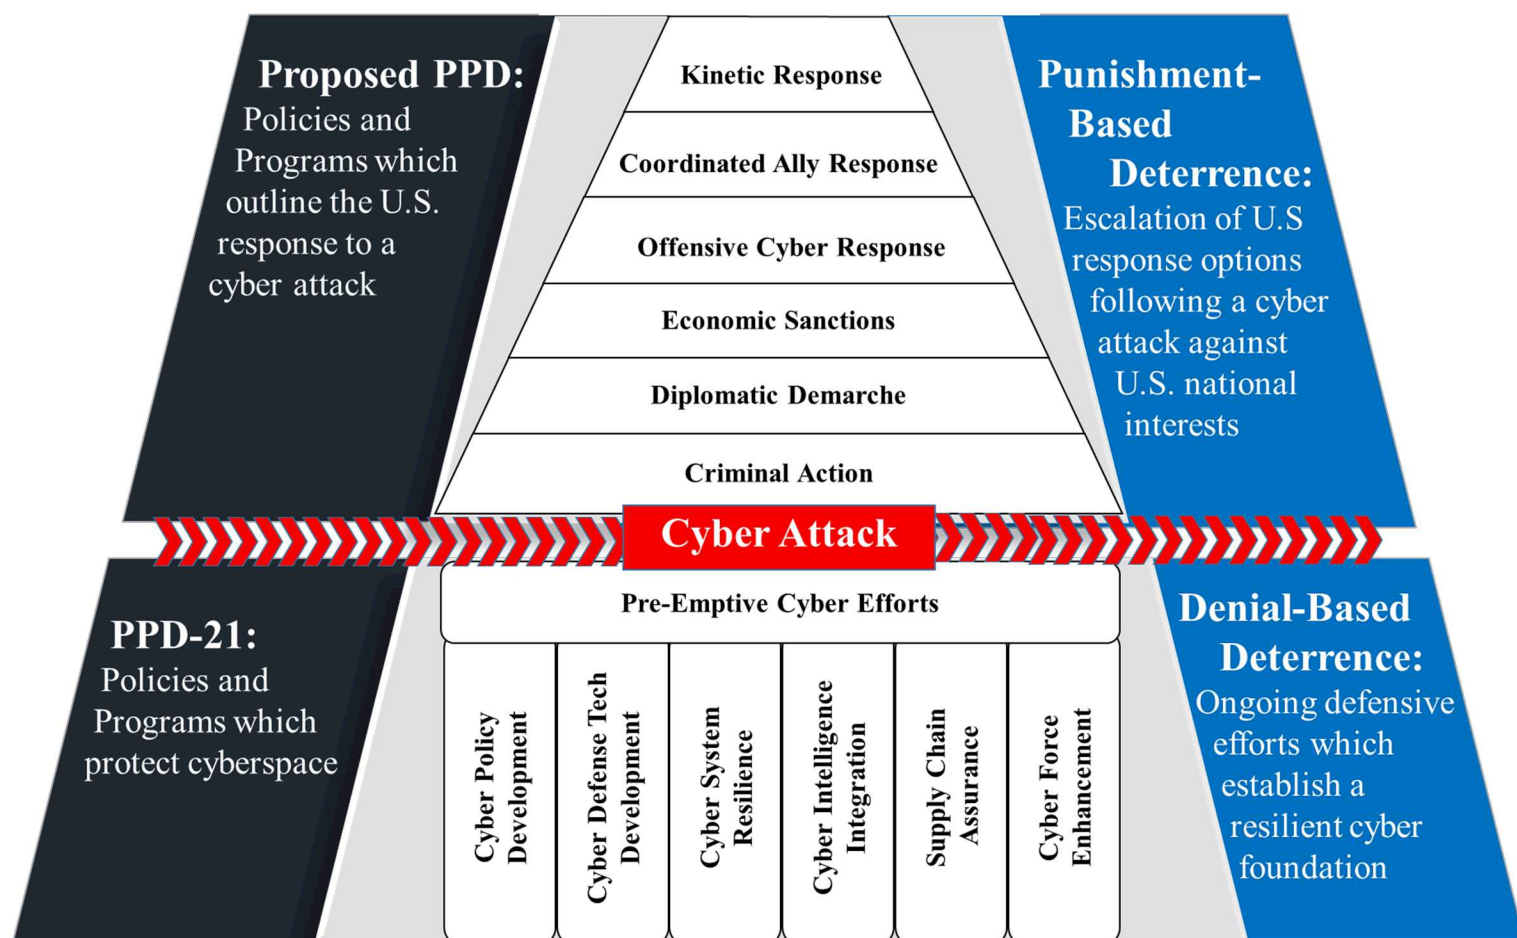 Proposed PPD:
Policies and
Programs which
outline the U.S.
response to a
cyber attack
Kinetic Response
Coordinated Ally Response
Offensive Cyber Response
Economic Sanctions
Diplomatic Demarche
Criminal Action
Punishment-
Based
Deterrence:
Escalation of U.S
response options
following a cyber
attack against
U.S. national
interests
Cyber Attack
PPD-21:
Policies and
Programs which
protect cyberspace
Pre-Emptive Cyber Efforts
Cyber Policy
Development
Cyber Defense Tech
Development
Cyber System
Resilience
Cyber Intelligence
Integration
Supply Chain
Assurance
Cyber Force
Enhancement
Denial-Based
Deterrence:
Ongoing defensive
efforts which
establish a
resilient cyber
foundation